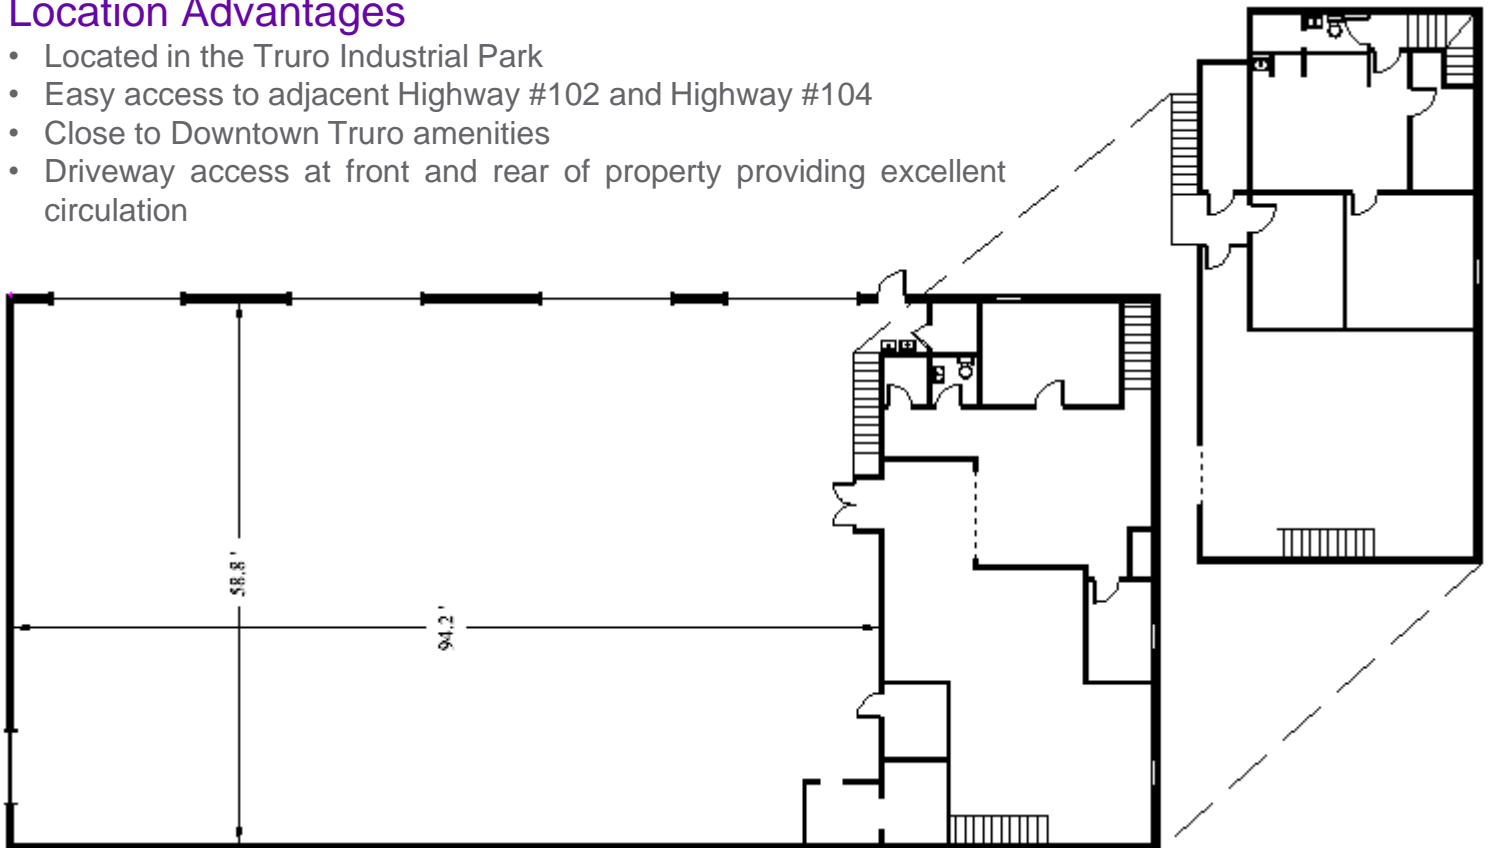 Location Advantages
• Located in the Truro Industrial Park
• Easy access to adjacent Highway #102 and Highway #104
• Close to Downtown Truro amenities
• Driveway access at front and rear of property providing excellent
circulation
58.8'
94.2'